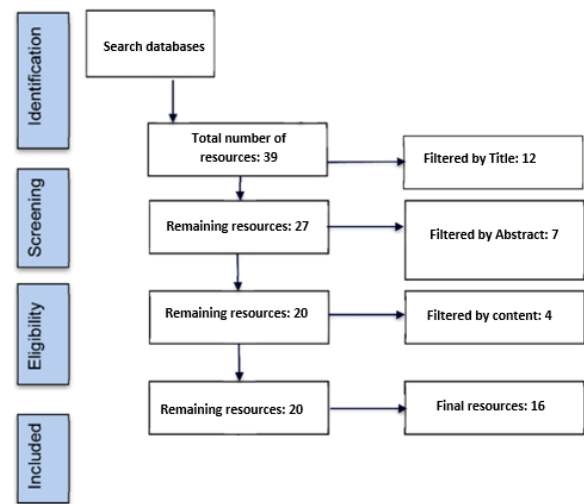 Identification
Search databases
Total number of
resources: 39
Filtered by Title: 12
Screening
Remaining resources: 27
Filtered by Abstract: 7
Eligibility
Remaining resources: 20
Filtered by content: 4
Included
Remaining resources: 20
Final resources: 16